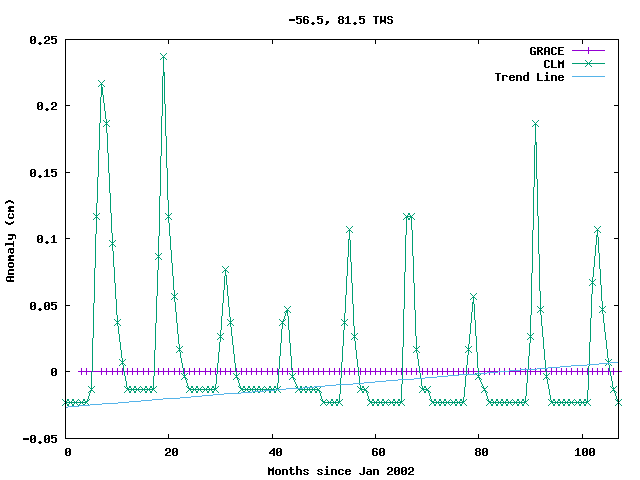 -56.5, 81.5 TWS
GRACE
CLM
Trend Line
0.25
0.2
0.15
0.1
0.05
0
-0.05
Anomaly (cm)
0 20 40 60 80 100
Months since Jan 2002